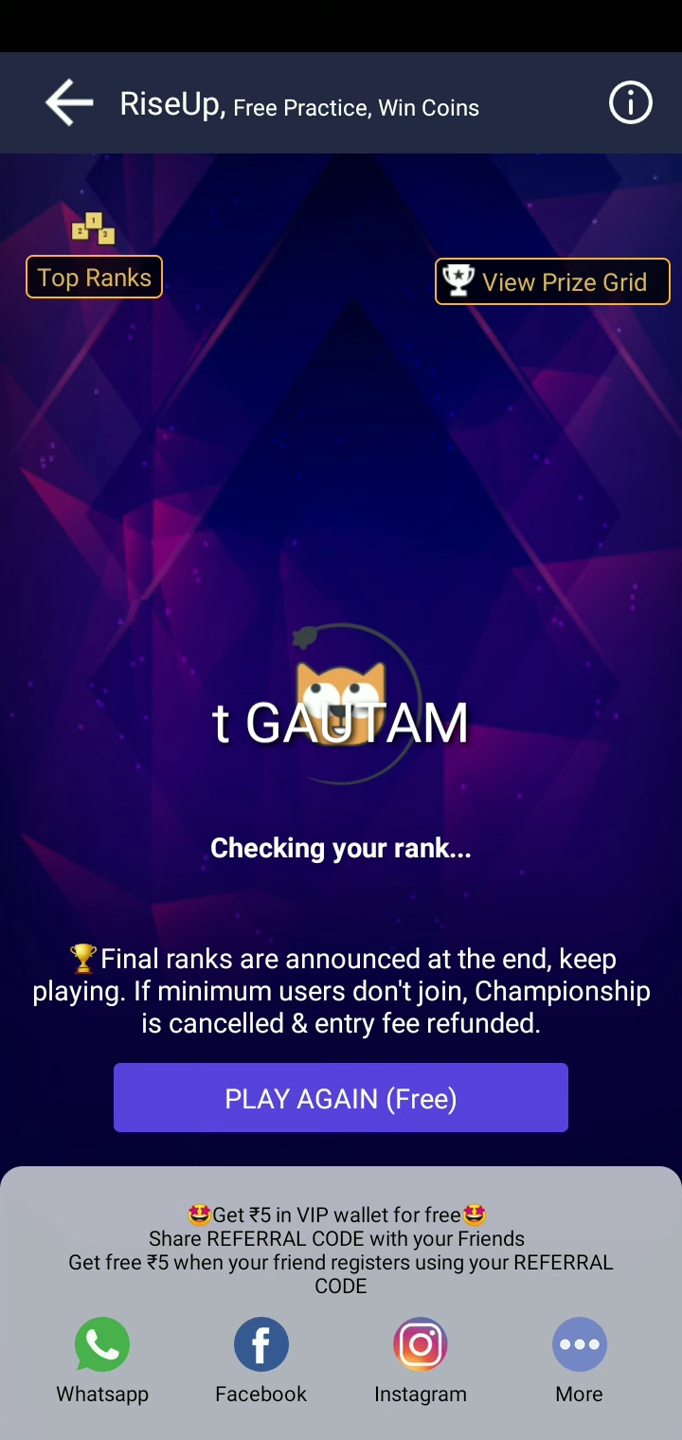 RiseUp, Free Practice, Win Coins
1
2
3
Top Ranks
View Prize Grid
t GAUTAM
Checking your rank...
🏆Final ranks are announced at the end, keep
playing. If minimum users don't join, Championship
is cancelled & entry fee refunded.
PLAY AGAIN (Free)
🤩Get ₹5 in VIP wallet for free🤩
Share REFERRAL CODE with your Friends
Get free ₹5 when your friend registers using your REFERRAL
CODE
Whatsapp
Facebook
Instagram
More